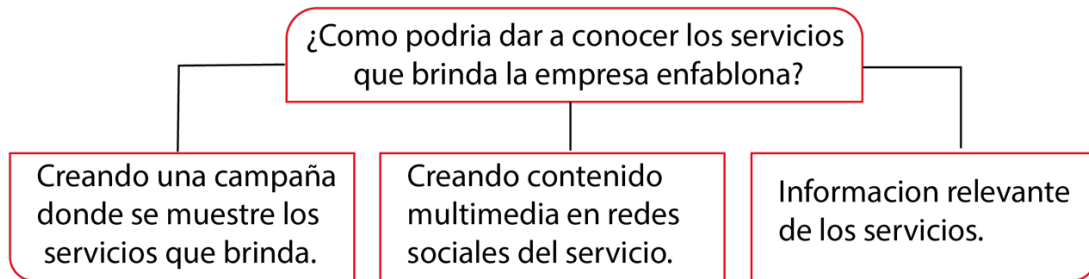 ¿Como podria dar a conocer los servicios
que brinda la empresa enfablona?
Creando una campaña
donde se muestre los
servicios que brinda.
Creando contenido
multimedia en redes
sociales del servicio.
Informacion relevante
de los servicios.